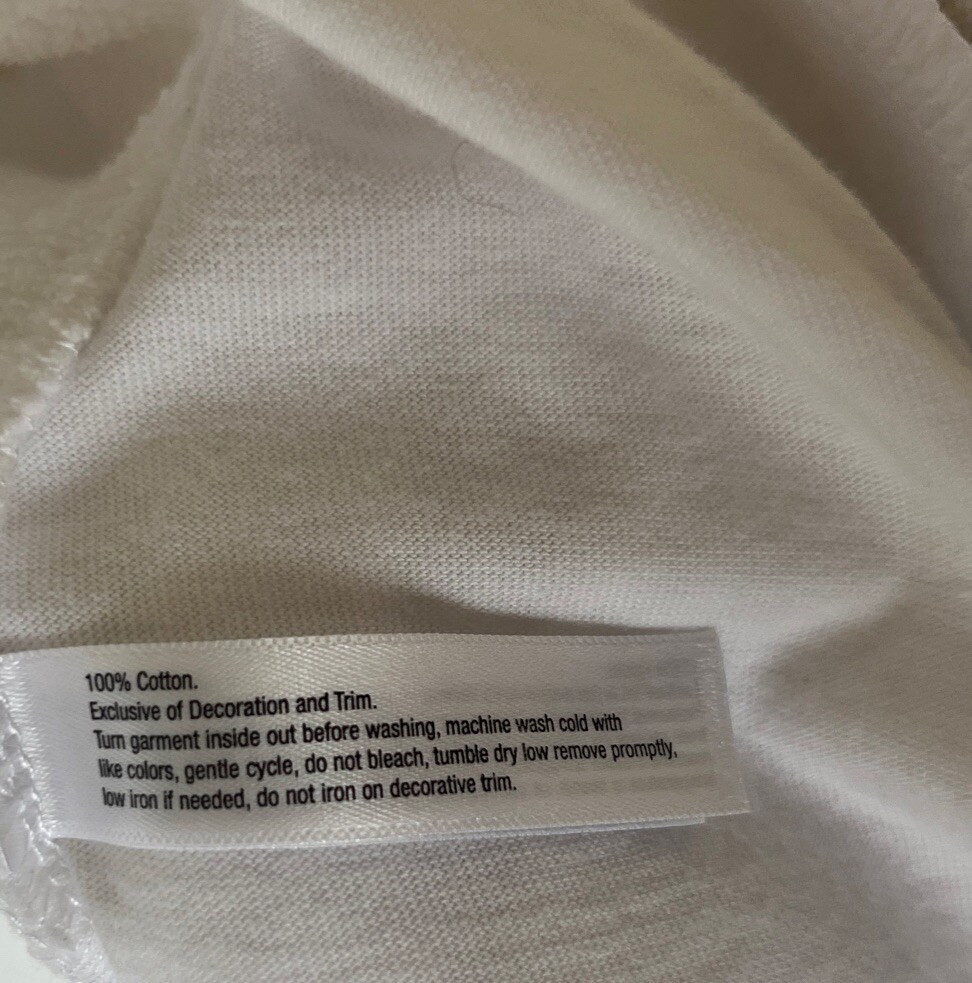 100% Cotton.
Exclusive of Decoration and Trim.
Turn garment inside out before washing, machine wash cold with
like colors, gentle cycle, do not bleach, tumble dry low remove promptly,
low iron if needed, do not iron on decorative trim.